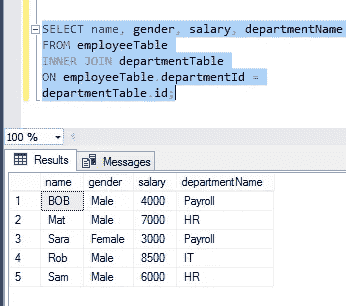 SELECT name, gender, salary, departmentName
FROM employeeTable
INNER JOIN departmentTable
ON employeeTable.departmentId =
departmentTable.id;
100 %
Results Messages
name gender salary departmentName
1 BOB Male 4000 Payroll
2 Mat Male 7000 HR
3 Sara Female 3000 Payroll
4 Rob Male 8500 IT
5 Sam Male 6000 HR